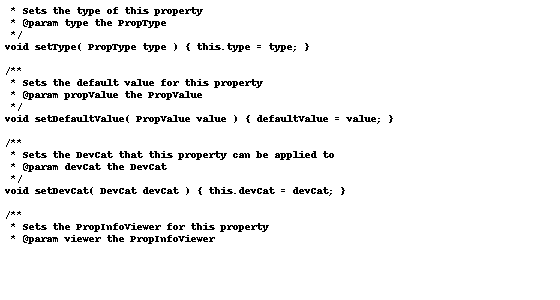 * Sets the type of this property
* @param type the PropType
*/
void setType( PropType type ) { this.type = type; }
/**
* Sets the default value for this property
* @param propValue the PropValue
*/
void setDefaultValue( PropValue value ) { defaultValue = value; }
/**
* Sets the DevCat that this property can be applied to
* @param devCat the DevCat
*/
void setDevCat( DevCat devCat ) { this.devCat = devCat; }
/**
* Sets the PropInfoViewer for this property
* @param viewer the PropInfoViewer